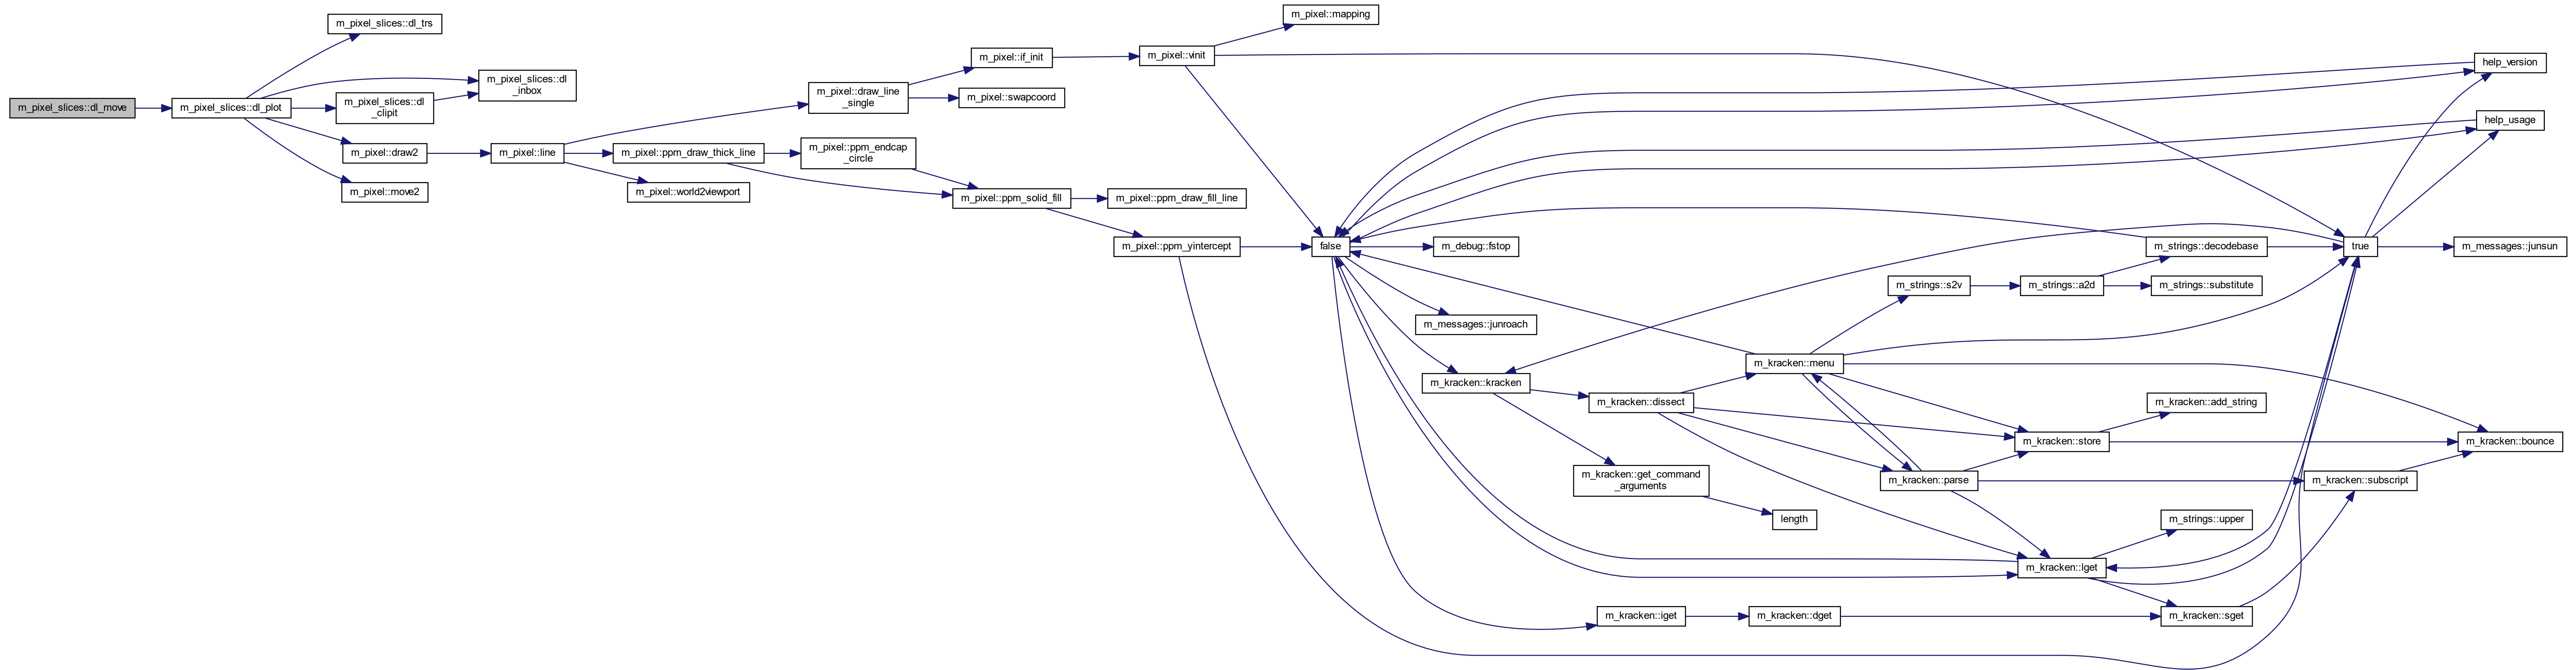 m_pixel_slices::dl_move
m_pixel_slices::dl_plot
m_pixel_slices::dl_trs
m_pixel_slices::dl
_inbox
m_pixel_slices::dl
_clipit
m_pixel::draw2
m_pixel::move2
m_pixel::line
m_pixel::draw_line
_single
m_pixel::ppm_draw_thick_line
m_pixel::world2viewport
m_pixel::if_init
m_pixel::swapcoord
m_pixel::ppm_endcap
_circle
m_pixel::ppm_solid_fill
m_pixel::vinit
m_pixel::ppm_draw_fill_line
m_pixel::ppm_yintercept
m_pixel::mapping
false
m_debug::fstop
m_messages::junroach
m_kracken::kracken
m_kracken::dissect
m_kracken::get_command
_arguments
length
m_kracken::iget
m_kracken::dget
m_kracken::menu
m_kracken::parse
m_strings::s2v
m_strings::a2d
m_strings::decodebase
m_strings::substitute
m_kracken::store
m_kracken::add_string
m_kracken::lget
m_strings::upper
m_kracken::sget
m_kracken::subscript
m_kracken::bounce
true
help_version
help_usage
m_messages::junsun